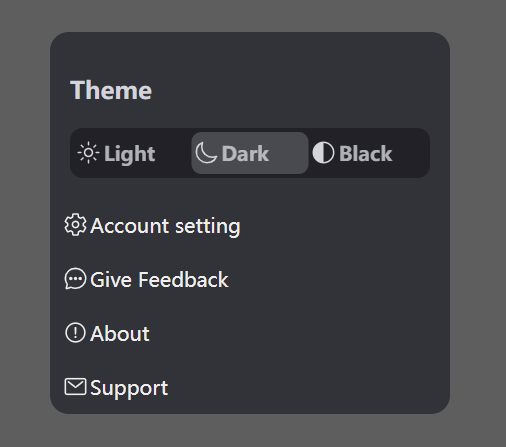 Theme
Light Dark Black
Account setting
Give Feedback
About
Support